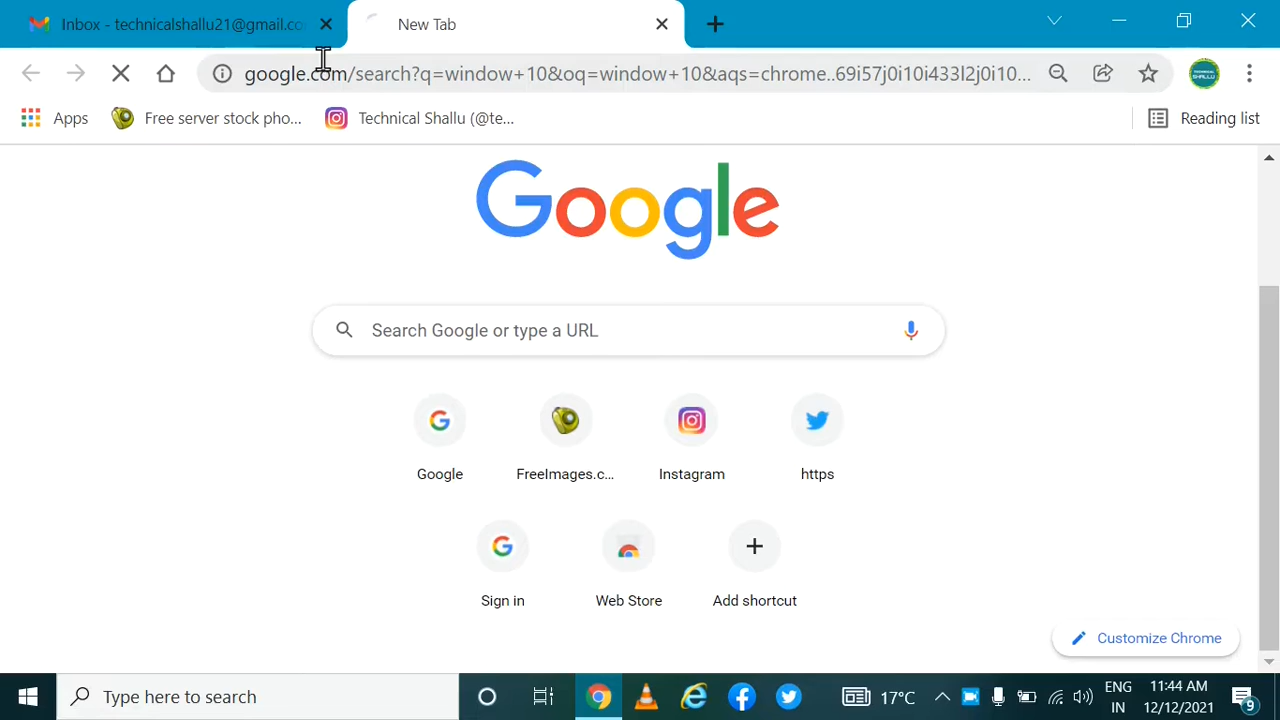 Inbox - technicalshallu21@gmail.co
New Tab
google.com/search?q=window+10&oq=window+10&aqs=chrome..69i57j0i10i433l2j0i10...
Apps
Free server stock pho...
Technical Shallu (@te...
Reading list
Google
Search Google or type a URL
Google
FreeImages.c...
Instagram
https
Sign in
Web Store
Add shortcut
Customize Chrome
Type here to search
17°C
ENG
IN
11:44 AM
12/12/2021
9